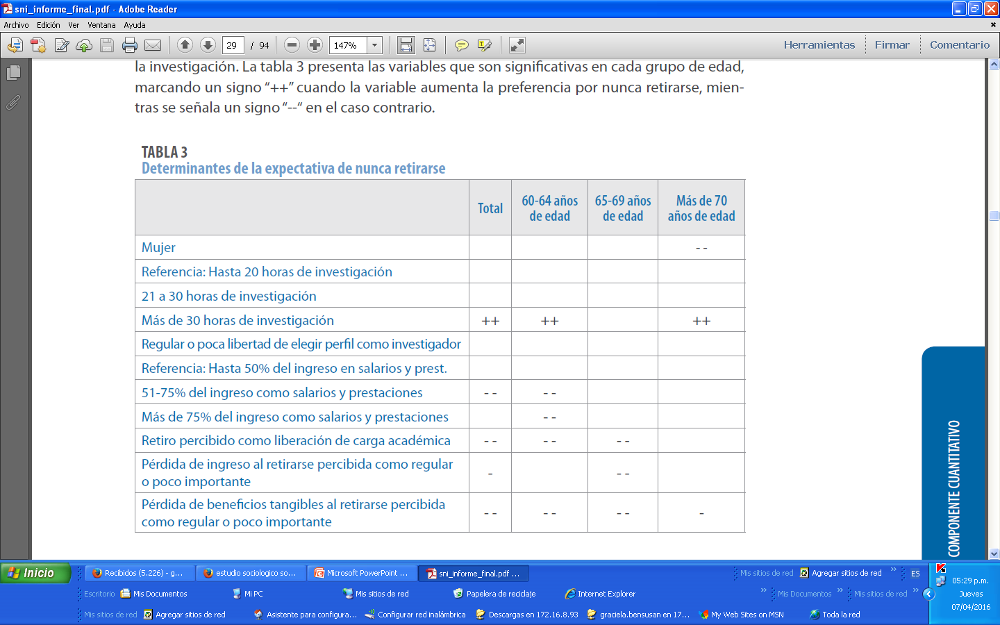 sni_informe_final.pdf - Adobe Reader
Archivo Edición Ver Ventana Ayuda
29 / 94 147% Herramientas Firmar Comentario
la investigación. La tabla 3 presenta las variables que son significativas en cada grupo de edad,
marcando un signo “++” cuando la variable aumenta la preferencia por nunca retirarse, mien-
tras se señala un signo “--“ en el caso contrario.
TABLA 3
Determinantes de la expectativa de nunca retirarse
Total 60-64 años de edad 65-69 años de edad Más de 70 años de edad
Mujer - -
Referencia: Hasta 20 horas de investigación
21 a 30 horas de investigación
Más de 30 horas de investigación ++ ++ ++
Regular o poca libertad de elegir perfil como investigador
Referencia: Hasta 50% del ingreso en salarios y prest.
51-75% del ingreso como salarios y prestaciones - - - -
Más de 75% del ingreso como salarios y prestaciones - -
Retiro percibido como liberación de carga académica - - - - - -
Pérdida de ingreso al retirarse percibida como regular
o poco importante - - -
Pérdida de beneficios tangibles al retirarse percibida
como regular o poco importante - - - - - - -
COMPONENTE CUANTITATIVO
Inicio Recibidos (5.226) - g... estudio sociologico so... Microsoft PowerPoint ... sni_informe_final.pdf ... Mis sitios de red Agregar sitios de red » ES 05:29 p.m.
Escritorio Mis Documentos Mi PC Mis sitios de red Papelera de reciclaje Internet Explorer » Mis Documentos » Mis sitios de red » Jueves
Mis sitios de red Agregar sitios de red Asistente para configura... Configurar red inalámbrica Descargas en 172.16.8.93 graciela.bensusan en 17... My Web Sites on MSN Toda la red 07/04/2016